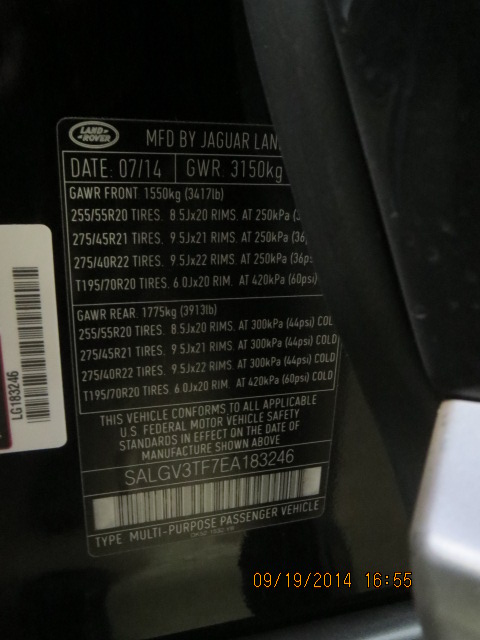 LAND
ROVER
MFD BY JAGUAR LAN
DATE: 07/14 GWR. 3150kg
GAWR FRONT. 1550kg (3417lb)
255/55R20 TIRES. 8.5Jx20 RIMS. AT 250kPa (3
275/45R21 TIRES. 9.5Jx21 RIMS. AT 250kPa (36
275/40R22 TIRES. 9.5Jx22 RIMS. AT 250kPa (36ps
T195/70R20 TIRES. 6.0Jx20 RIM. AT 420kPa (60psi)
GAWR REAR. 1775kg (3913lb)
255/55R20 TIRES. 8.5Jx20 RIMS. AT 300kPa (44psi) COL
275/45R21 TIRES. 9.5Jx21 RIMS. AT 300kPa (44psi) COLD
275/40R22 TIRES. 9.5Jx22 RIMS. AT 300kPa (44psi) COLD
T195/70R20 TIRES. 6.0Jx20 RIM. AT 420kPa (60psi) COLD
THIS VEHICLE CONFORMS TO ALL APPLICABLE
U.S. FEDERAL MOTOR VEHICLE SAFETY
STANDARDS IN EFFECT ON THE DATE OF
MANUFACTURE SHOWN ABOVE
SALGV3TF7EA183246
TYPE MULTI-PURPOSE PASSENGER VEHICLE
LG183246
09/19/2014 16:55